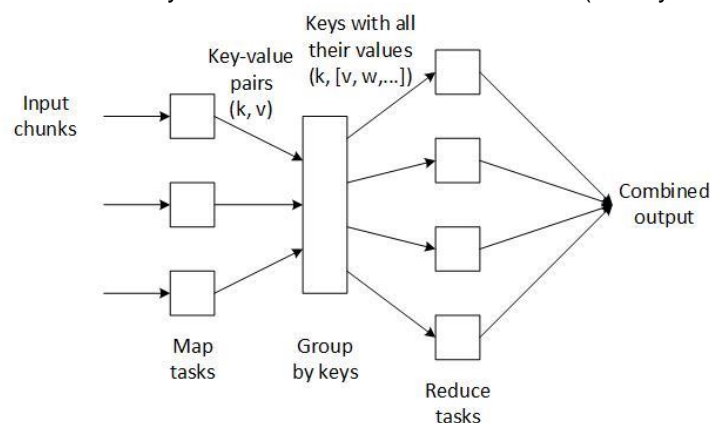 Keys with all
their values
(k, [v, w,...])
Key-value
pairs
(k, v)
Input
chunks
Combined
output
Map
tasks
Group
by keys
Reduce
tasks